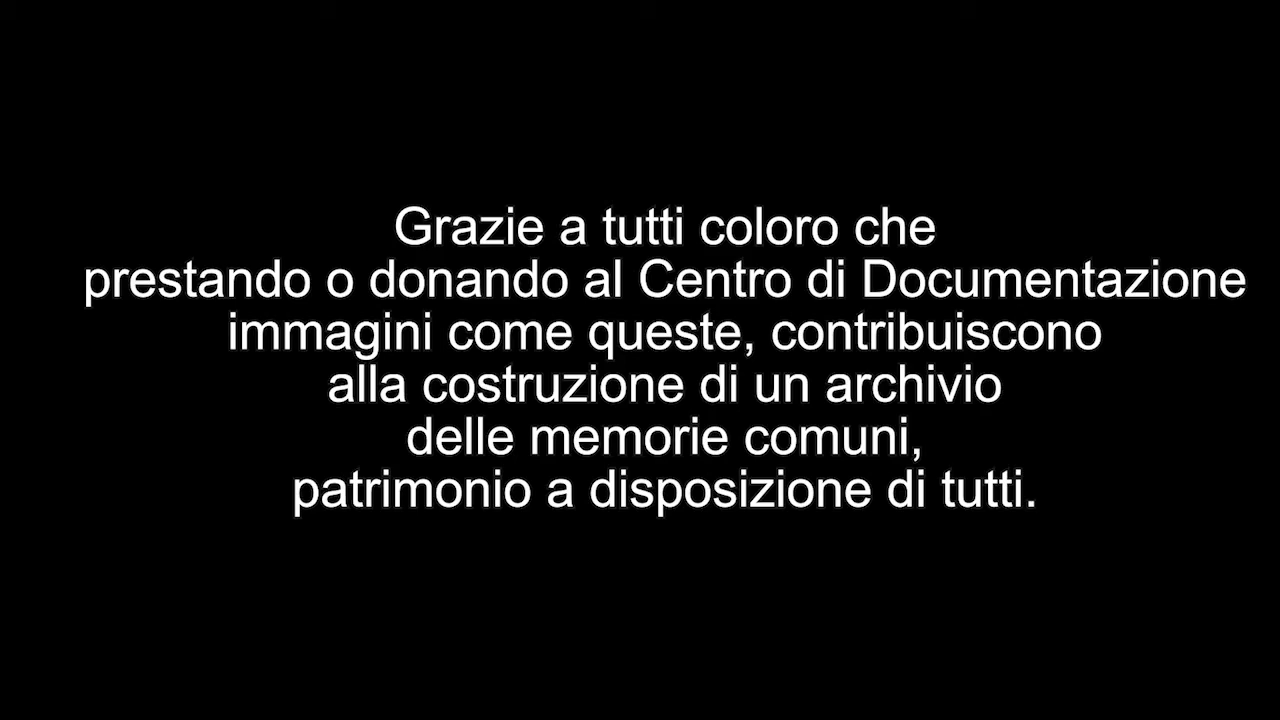 Grazie a tutti coloro che
prestando o donando al Centro di Documentazione
immagini come queste, contribuiscono
alla costruzione di un archivio
delle memorie comuni,
patrimonio a disposizione di tutti.